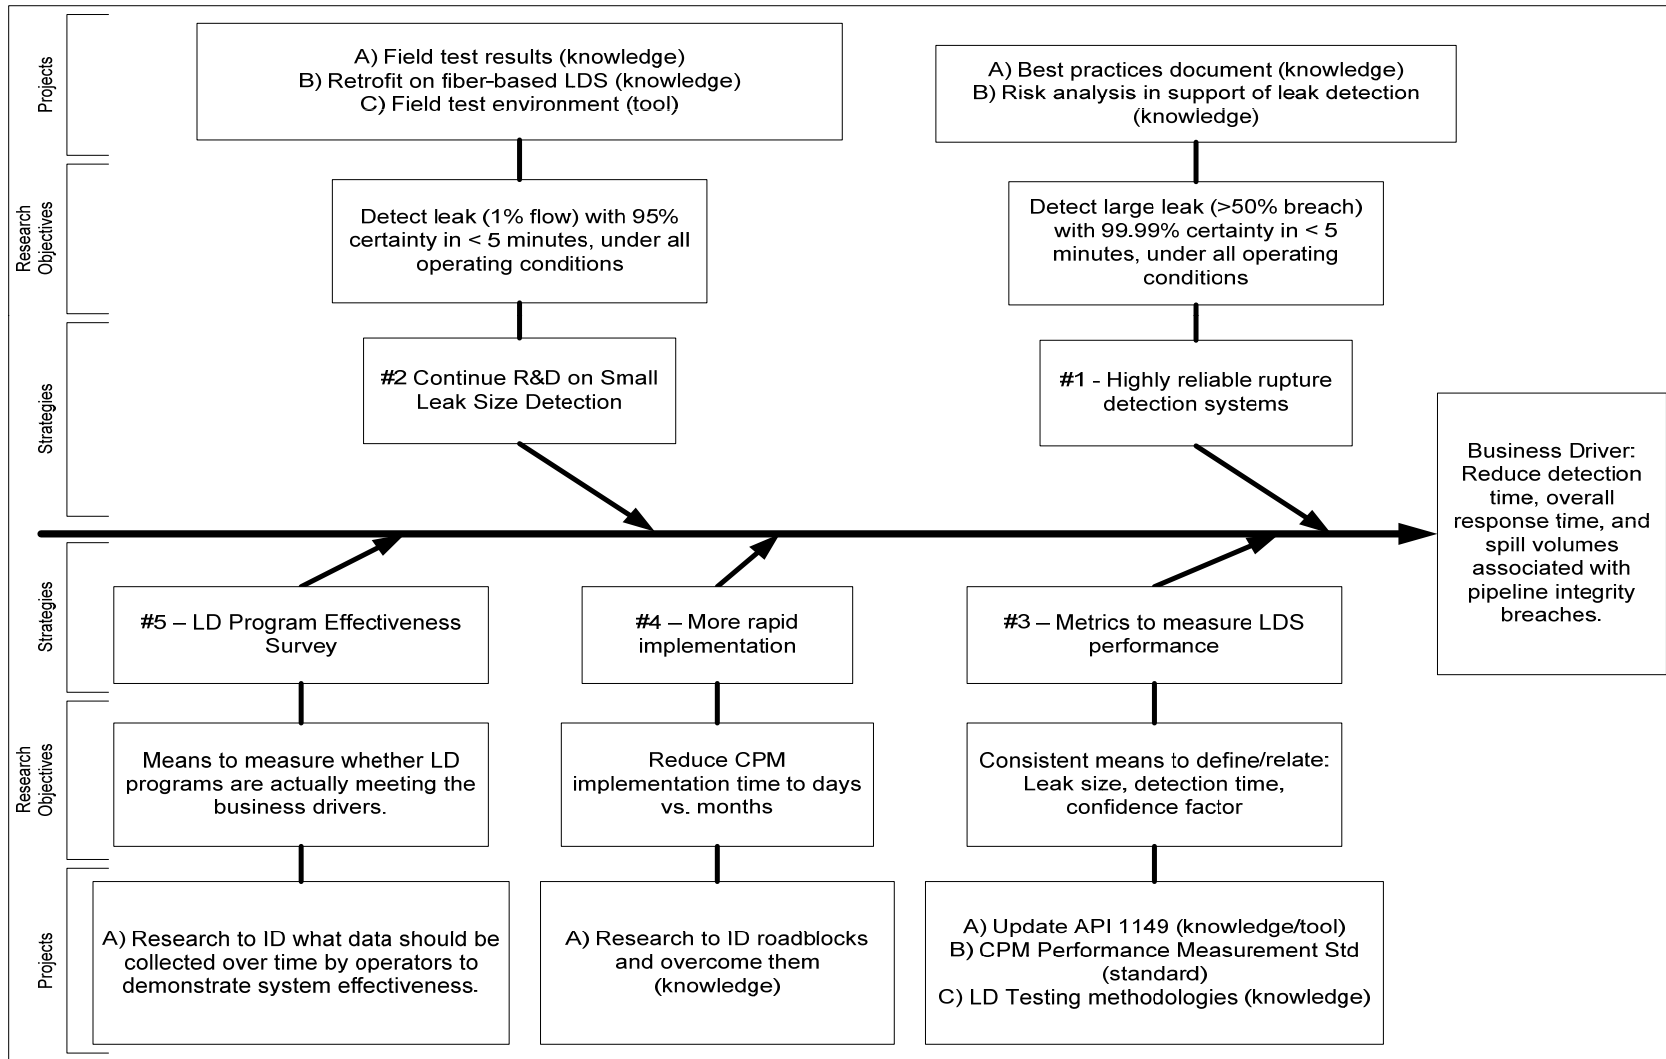 Projects
A) Field test results (knowledge)
B) Retrofit on fiber-based LDS (knowledge)
C) Field test environment (tool)
A) Best practices document (knowledge)
B) Risk analysis in support of leak detection
(knowledge)
Research
Objectives
Detect leak (1% flow) with 95%
certainty in < 5 minutes, under all
operating conditions
Detect large leak (>50% breach)
with 99.99% certainty in < 5
minutes, under all operating
conditions
Strategies
#2 Continue R&D on Small
Leak Size Detection
#1 - Highly reliable rupture
detection systems
Business Driver:
Reduce detection
time, overall
response time, and
spill volumes
associated with
pipeline integrity
breaches.
Strategies
#5 – LD Program Effectiveness
Survey
#4 – More rapid
implementation
#3 – Metrics to measure LDS
performance
Research
Objectives
Means to measure whether LD
programs are actually meeting the
business drivers.
Reduce CPM
implementation time to days
vs. months
Consistent means to define/relate:
Leak size, detection time,
confidence factor
Projects
A) Research to ID what data should be
collected over time by operators to
demonstrate system effectiveness.
A) Research to ID roadblocks
and overcome them
(knowledge)
A) Update API 1149 (knowledge/tool)
B) CPM Performance Measurement Std
(standard)
C) LD Testing methodologies (knowledge)